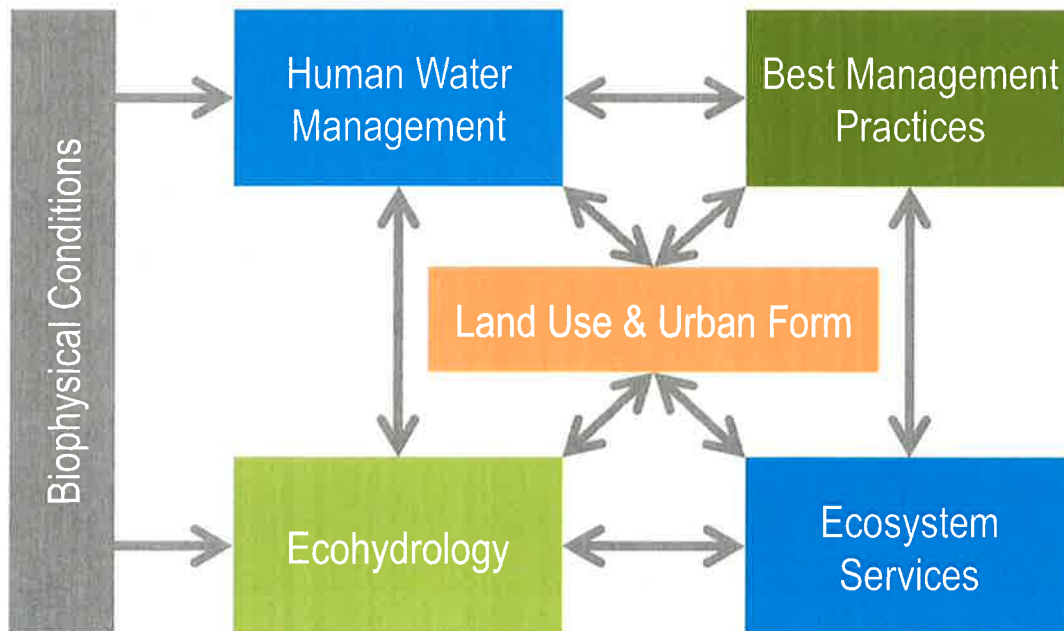 Biophysical Conditions
Human Water
Management
Best Management
Practices
Land Use & Urban Form
Ecohydrology
Ecosystem
Services